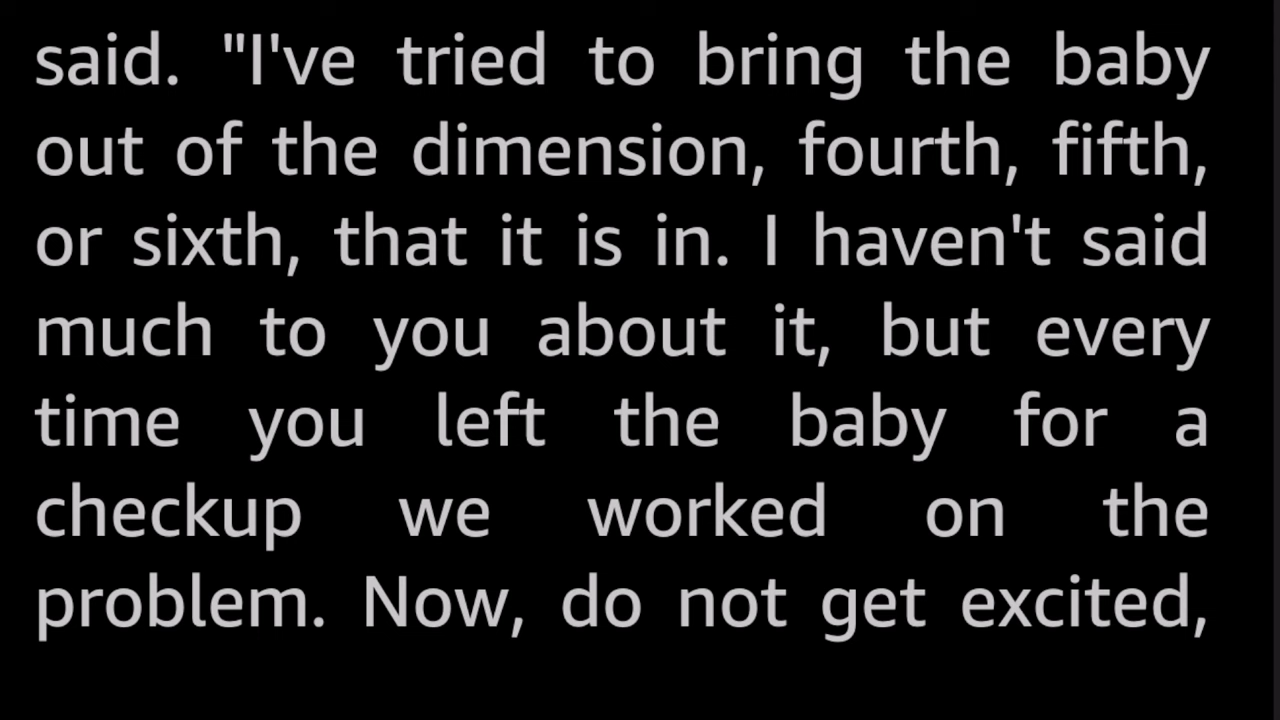 said. "I've tried to bring the baby
out of the dimension, fourth, fifth,
or sixth, that it is in. I haven't said
much to you about it, but every
time you left the baby for a
checkup we worked on the
problem. Now, do not get excited,